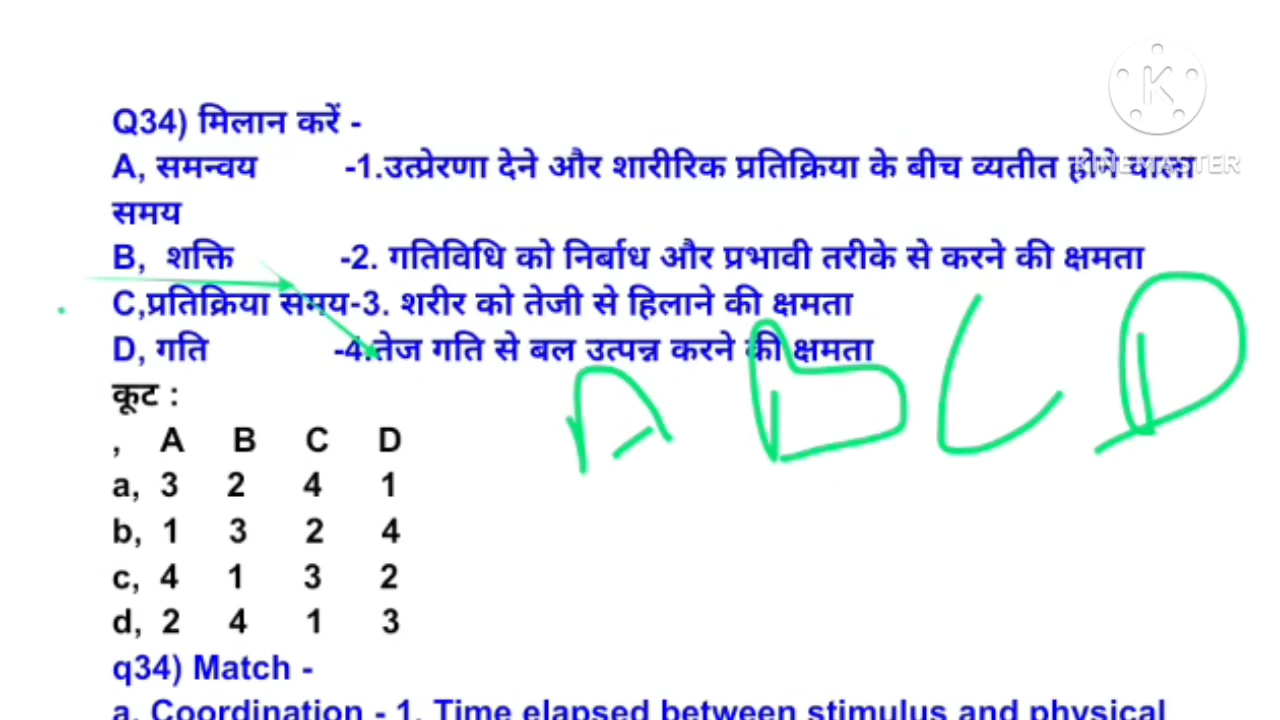 K
KINEMASTER
Q34) मिलान करें -
A, समन्वय -1.उत्प्रेरणा देने और शारीरिक प्रतिक्रिया के बीच व्यतीत होने वाला
समय
B, शक्ति -2. गतिविधि को निर्बाध और प्रभावी तरीके से करने की क्षमता
C,प्रतिक्रिया समय-3. शरीर को तेजी से हिलाने की क्षमता
D, गति -4.तेज गति से बल उत्पन्न करने की क्षमता
A B C D
कूट :
, A B C D
a, 3 2 4 1
b, 1 3 2 4
c, 4 1 3 2
d, 2 4 1 3
q34) Match -
a. Coordination - 1. Time elapsed between stimulus and physical